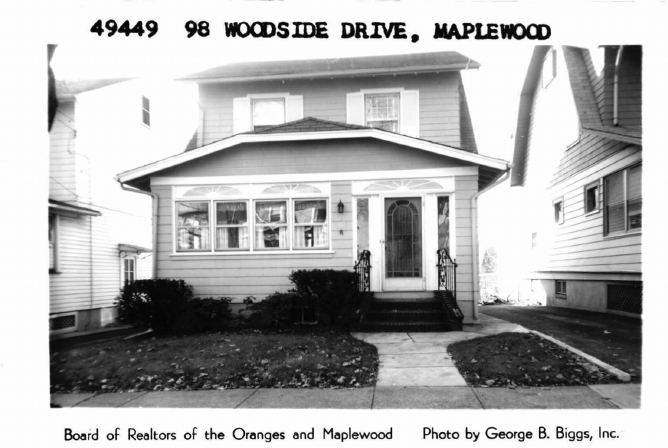 49449 98 WOODSIDE DRIVE, MAPLEWOOD
Board of Realtors of the Oranges and Maplewood Photo by George B. Biggs, Inc.